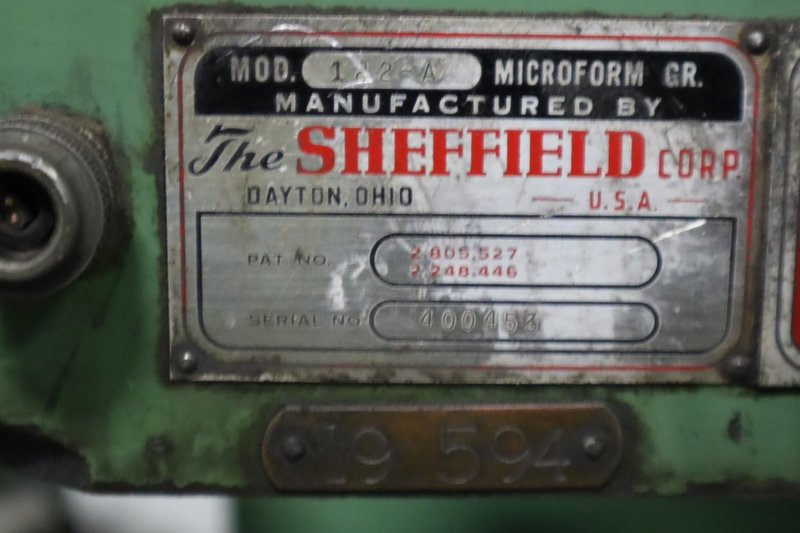 MOD. 122-A MICROFORM GR.
MANUFACTURED BY
The SHEFFIELD CORP
DAYTON, OHIO — U.S.A. —
PAT NO. 2,805,527
2,248,446
SERIAL NO. 400453
594